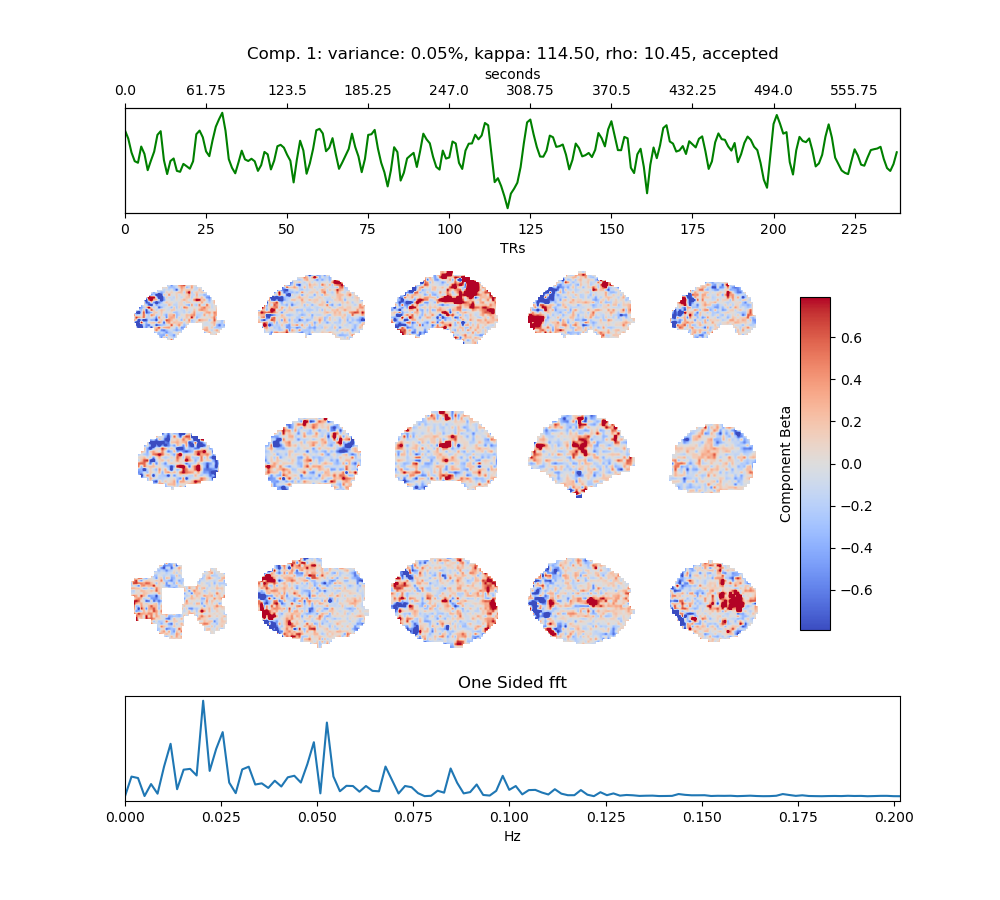 Comp. 1: variance: 0.05%, kappa: 114.50, rho: 10.45, accepted
seconds
0.0 61.75 123.5 185.25 247.0 308.75 370.5 432.25 494.0 555.75
0 25 50 75 100 125 150 175 200 225
TRs
0.6
0.4
0.2
0.0
−0.2
−0.4
−0.6
Component Beta
One Sided fft
0.000 0.025 0.050 0.075 0.100 0.125 0.150 0.175 0.200
Hz